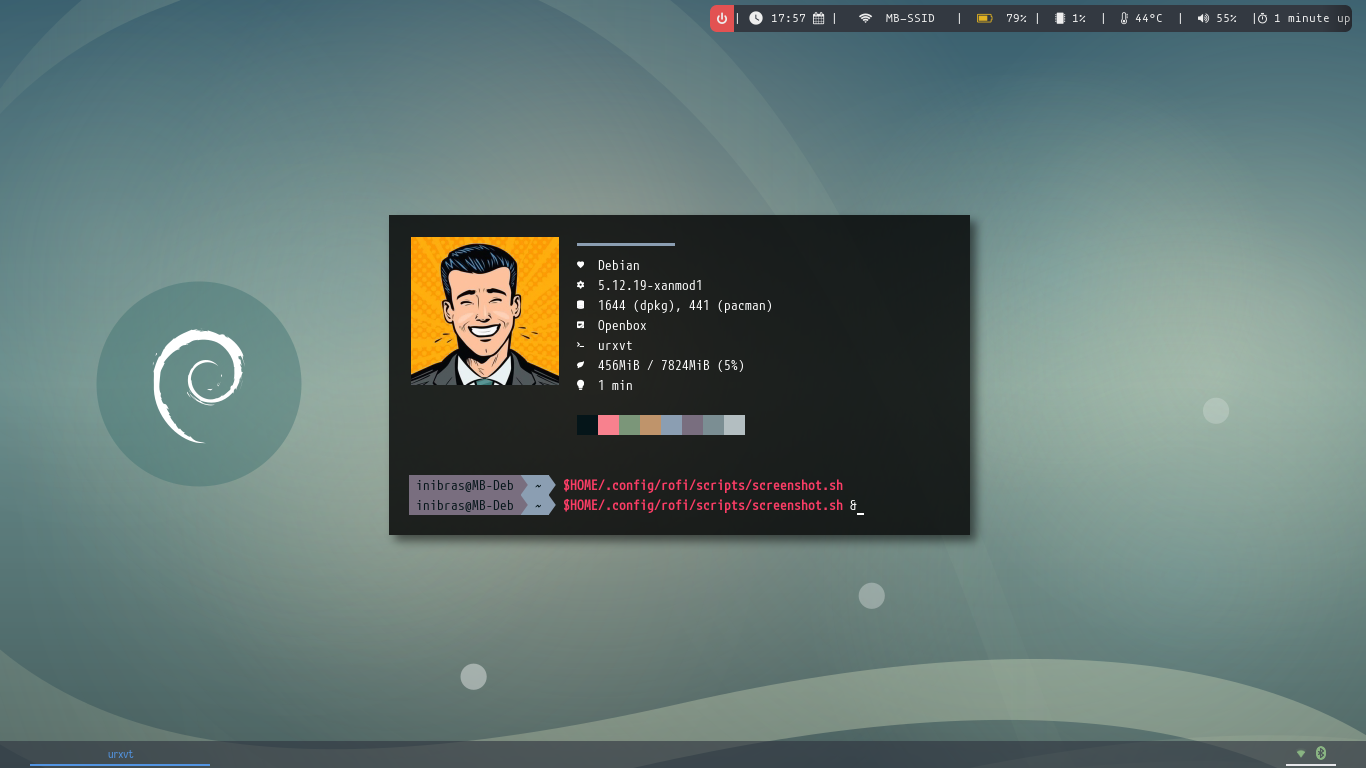 17:57 | MB-SSID | 79% | 1% | 44°C | 55% | 1 minute up
Debian
5.12.19-xanmod1
1644 (dpkg), 441 (pacman)
Openbox
urxvt
456MiB / 7824MiB (5%)
1 min
inibras@MB-Deb ~ $HOME/.config/rofi/scripts/screenshot.sh
inibras@MB-Deb ~ $HOME/.config/rofi/scripts/screenshot.sh &
urxvt